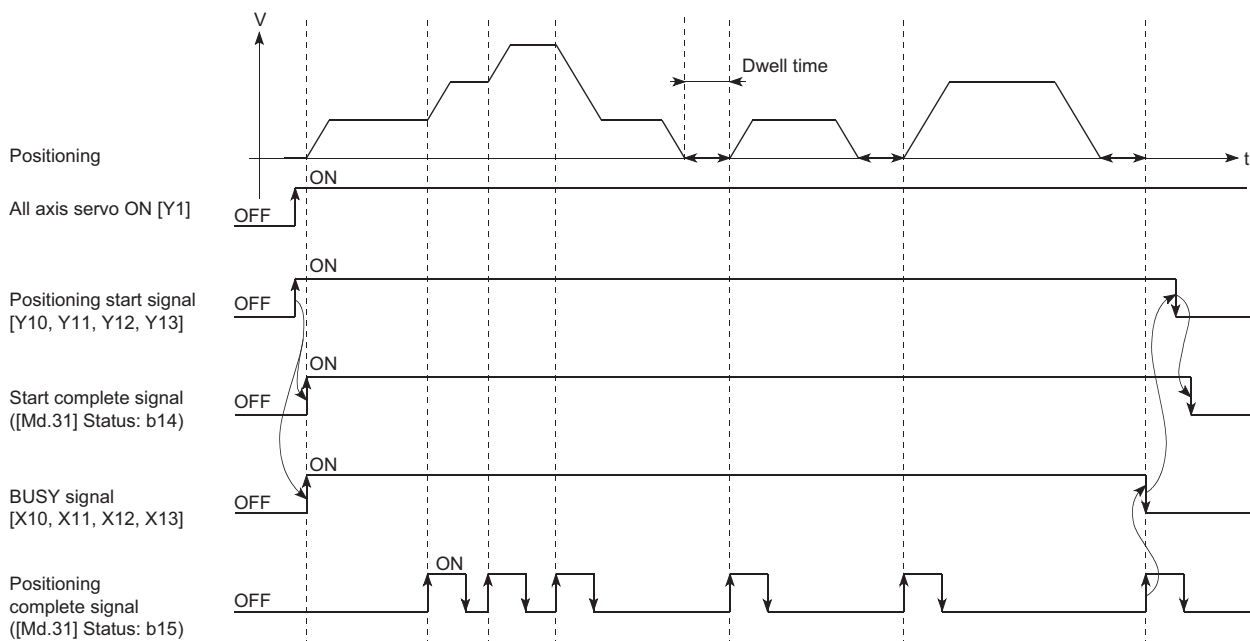 V
Dwell time
Positioning
t
ON
All axis servo ON [Y1]
OFF
ON
Positioning start signal
[Y10, Y11, Y12, Y13]
OFF
ON
Start complete signal
([Md.31] Status: b14)
OFF
ON
BUSY signal
[X10, X11, X12, X13]
OFF
ON
Positioning
complete signal
([Md.31] Status: b15)
OFF